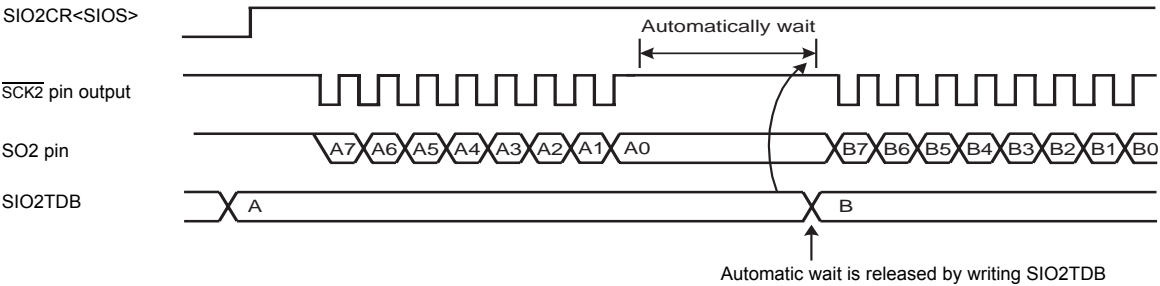 SIO2CR<SIOS>
Automatically wait
SCK2 pin output
SO2 pin
A7 A6 A5 A4 A3 A2 A1 A0 B7 B6 B5 B4 B3 B2 B1 B0
SIO2TDB
A B
Automatic wait is released by writing SIO2TDB